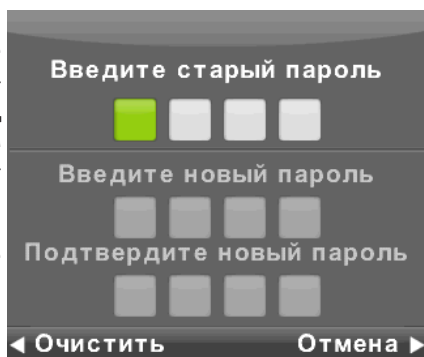 Введите старый пароль
Введите новый пароль
Подтвердите новый пароль
Очистить Отмена